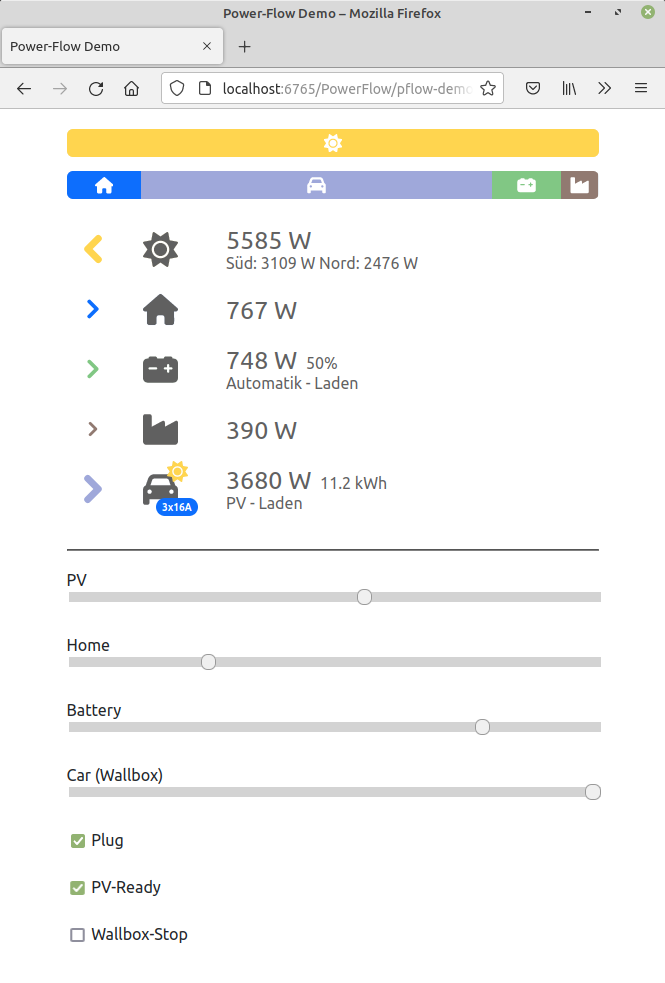 Power-Flow Demo – Mozilla Firefox
Power-Flow Demo
localhost:6765/PowerFlow/pflow-demo
5585 W
Süd: 3109 W Nord: 2476 W
767 W
748 W 50%
Automatik - Laden
390 W
3680 W 11.2 kWh
3x16A
PV - Laden
PV
Home
Battery
Car (Wallbox)
Plug
PV-Ready
Wallbox-Stop